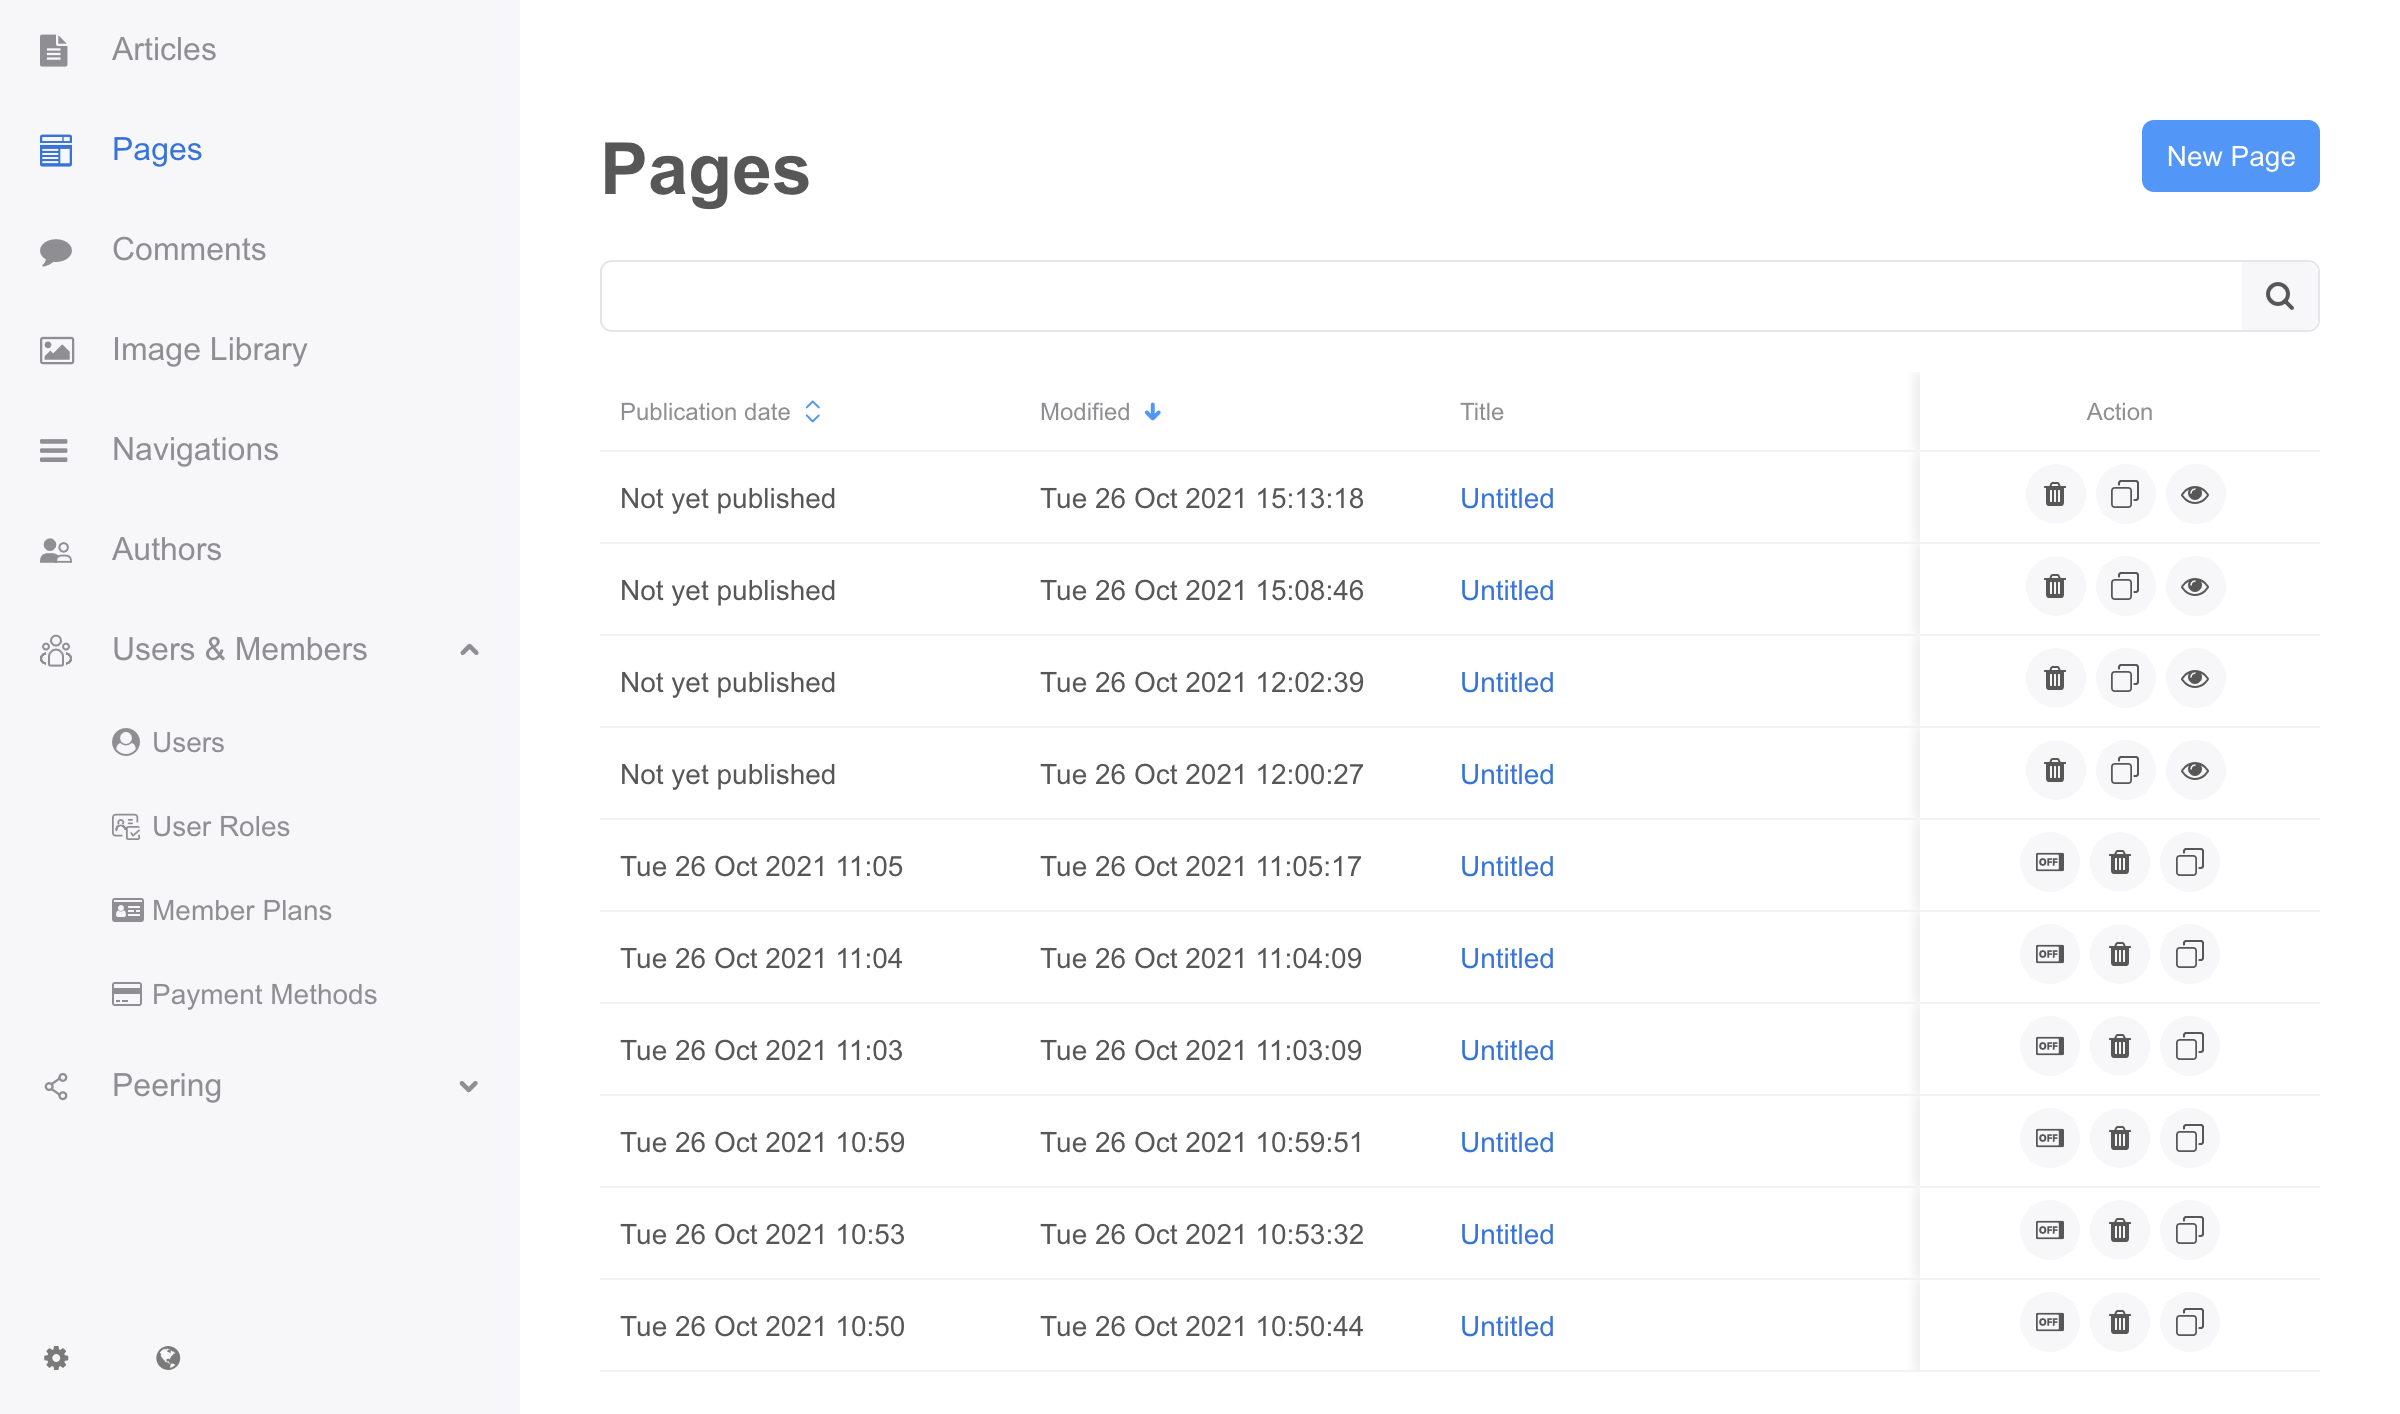 Articles
Pages
Comments
Image Library
Navigations
Authors
Users & Members
Users
User Roles
Member Plans
Payment Methods
Peering
Pages
New Page
Publication date Modified Title Action
Not yet published Tue 26 Oct 2021 15:13:18 Untitled
Not yet published Tue 26 Oct 2021 15:08:46 Untitled
Not yet published Tue 26 Oct 2021 12:02:39 Untitled
Not yet published Tue 26 Oct 2021 12:00:27 Untitled
Tue 26 Oct 2021 11:05 Tue 26 Oct 2021 11:05:17 Untitled OFF
Tue 26 Oct 2021 11:04 Tue 26 Oct 2021 11:04:09 Untitled OFF
Tue 26 Oct 2021 11:03 Tue 26 Oct 2021 11:03:09 Untitled OFF
Tue 26 Oct 2021 10:59 Tue 26 Oct 2021 10:59:51 Untitled OFF
Tue 26 Oct 2021 10:53 Tue 26 Oct 2021 10:53:32 Untitled OFF
Tue 26 Oct 2021 10:50 Tue 26 Oct 2021 10:50:44 Untitled OFF